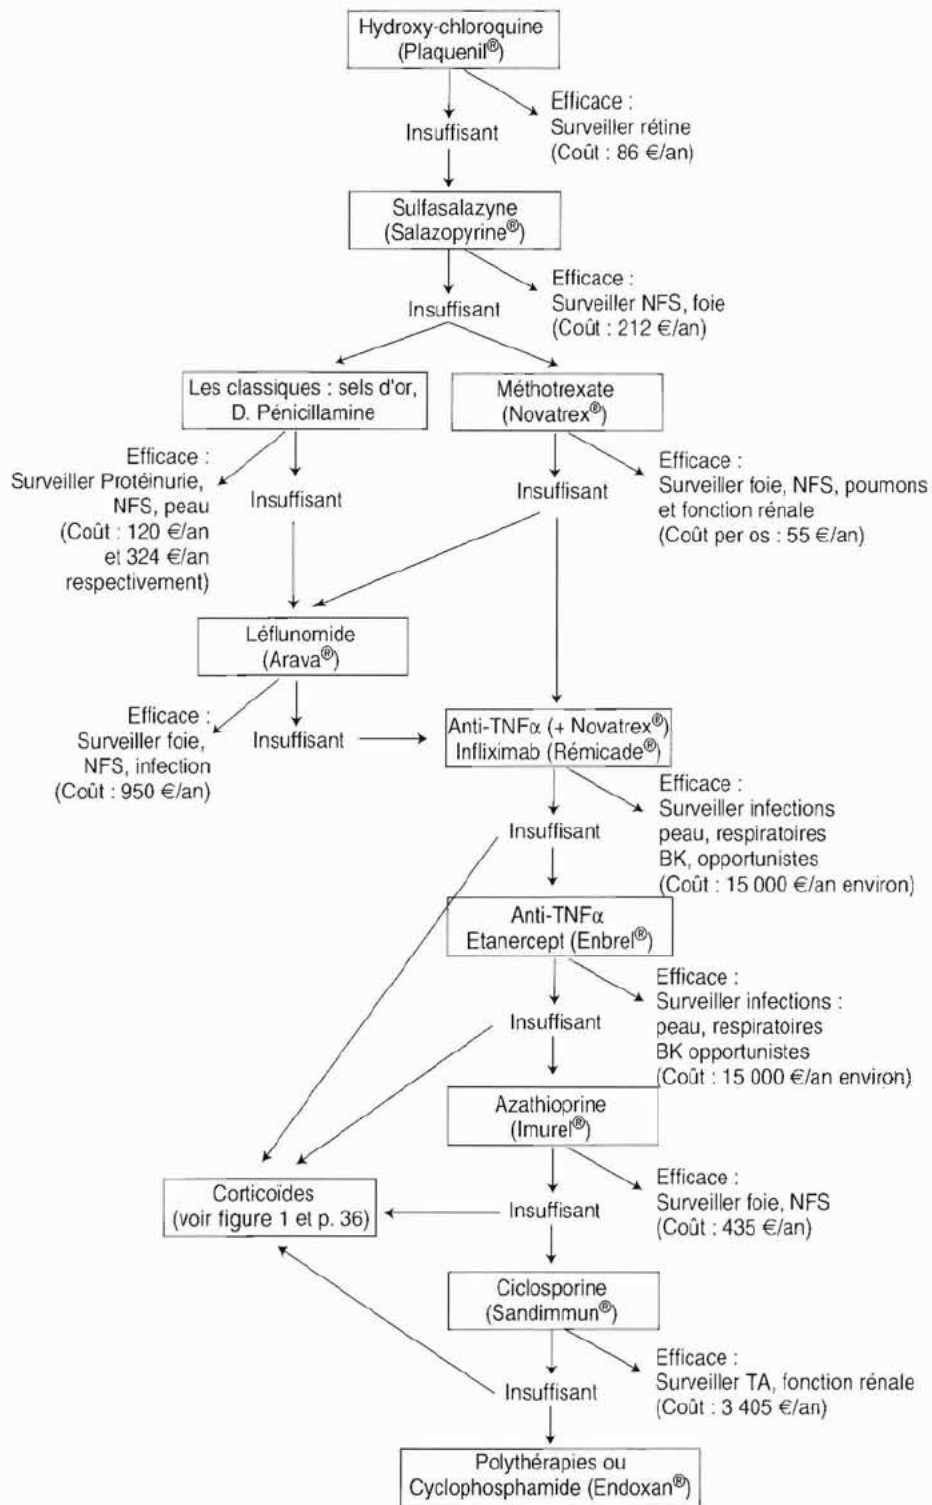 Hydroxy-chloroquine
(Plaquenil®)
Efficace :
Surveiller rétine
(Coût : 86 €/an)
Insuffisant
Sulfasalazyne
(Salazopyrine®)
Efficace :
Surveiller NFS, foie
(Coût : 212 €/an)
Insuffisant
Les classiques : sels d'or,
D. Pénicillamine
Méthotrexate
(Novatrex®)
Efficace :
Surveiller Protéinurie,
NFS, peau
(Coût : 120 €/an
et 324 €/an
respectivement)
Insuffisant
Insuffisant
Efficace :
Surveiller foie, NFS, poumons
et fonction rénale
(Coût per os : 55 €/an)
Léflunomide
(Arava®)
Efficace :
Surveiller foie,
NFS, infection
(Coût : 950 €/an)
Insuffisant
Anti-TNFα (+ Novatrex®)
Infliximab (Rémicade®)
Efficace :
Surveiller infections
peau, respiratoires
BK, opportunistes
(Coût : 15 000 €/an environ)
Insuffisant
Anti-TNFα
Etanercept (Enbrel®)
Efficace :
Surveiller infections :
peau, respiratoires
BK opportunistes
(Coût : 15 000 €/an environ)
Insuffisant
Azathioprine
(Imurel®)
Efficace :
Surveiller foie, NFS
(Coût : 435 €/an)
Insuffisant
Corticoïdes
(voir figure 1 et p. 36)
Ciclosporine
(Sandimmun®)
Efficace :
Surveiller TA, fonction rénale
(Coût : 3 405 €/an)
Insuffisant
Polythérapies ou
Cyclophosphamide (Endoxan®)